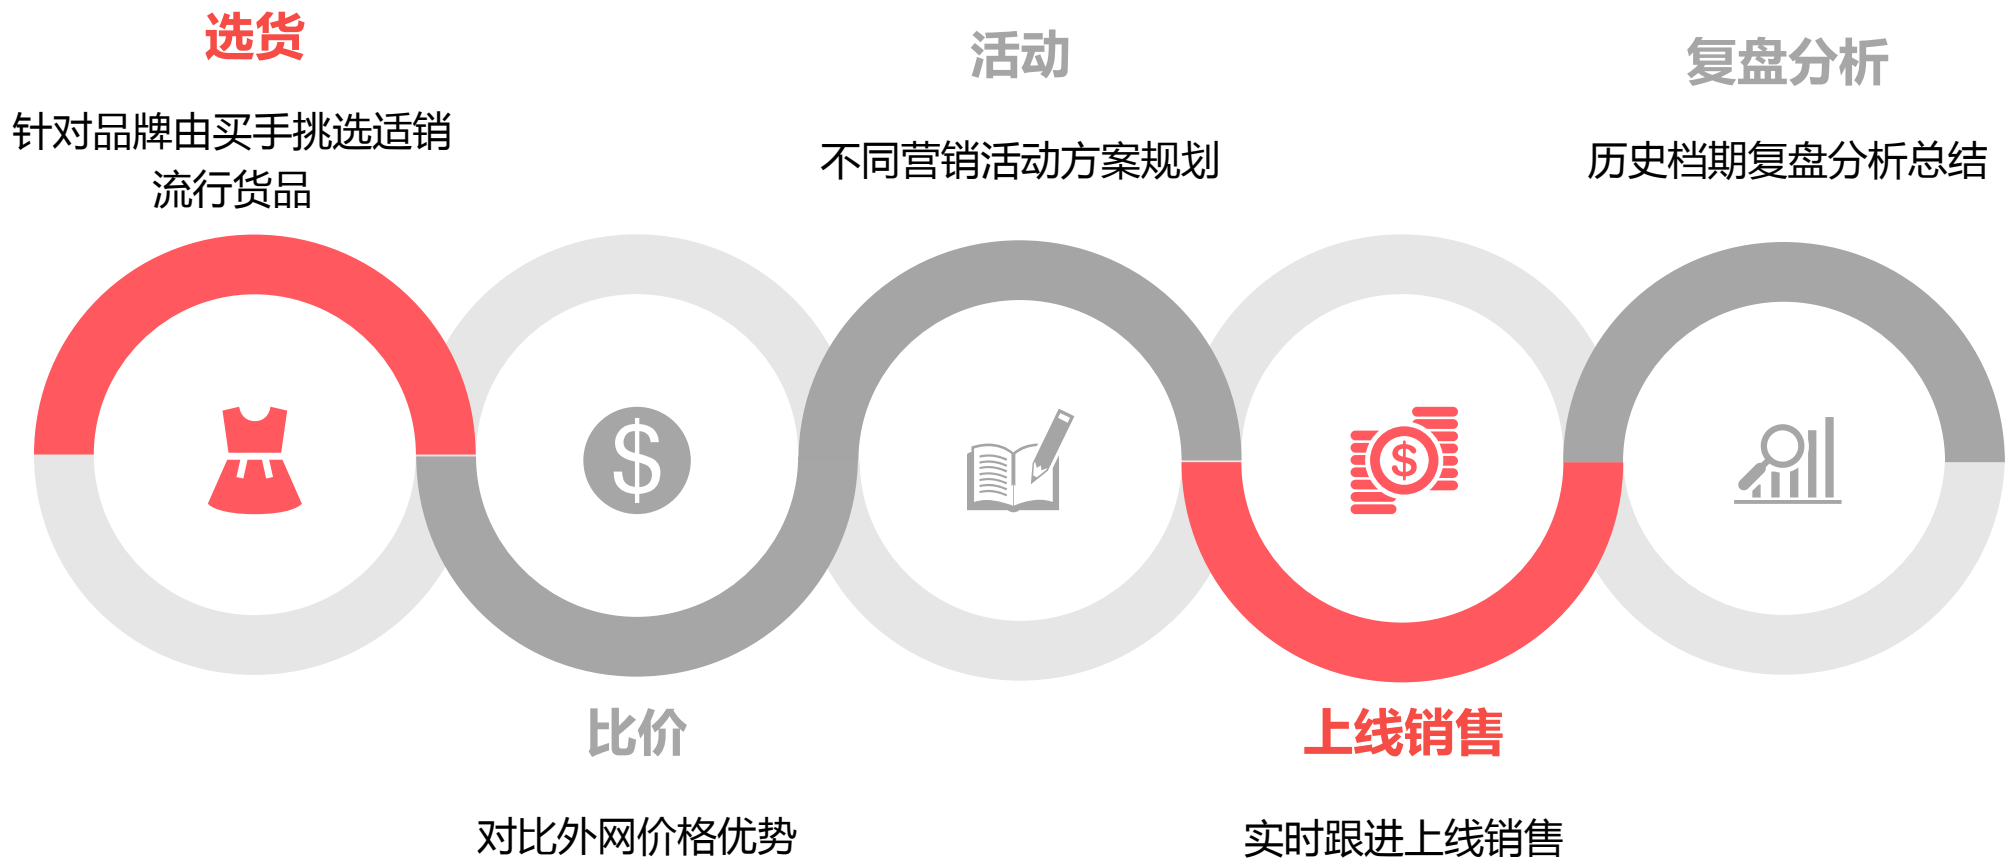 选货
针对品牌由买手挑选适销
流行货品
活动
不同营销活动方案规划
复盘分析
历史档期复盘分析总结
$
$
比价
对比外网价格优势
上线销售
实时跟进上线销售